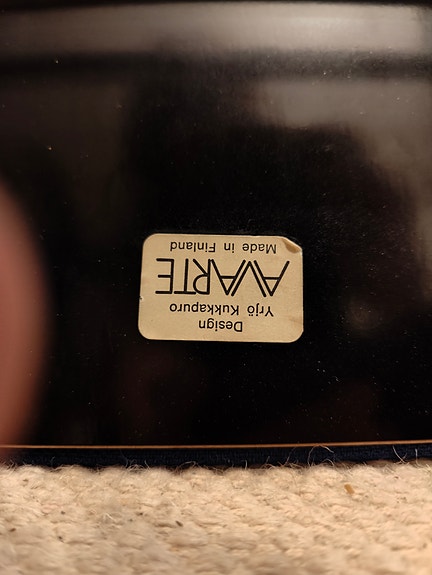 Design
Yrjö Kukkapuro
AVARTE
Made in Finland